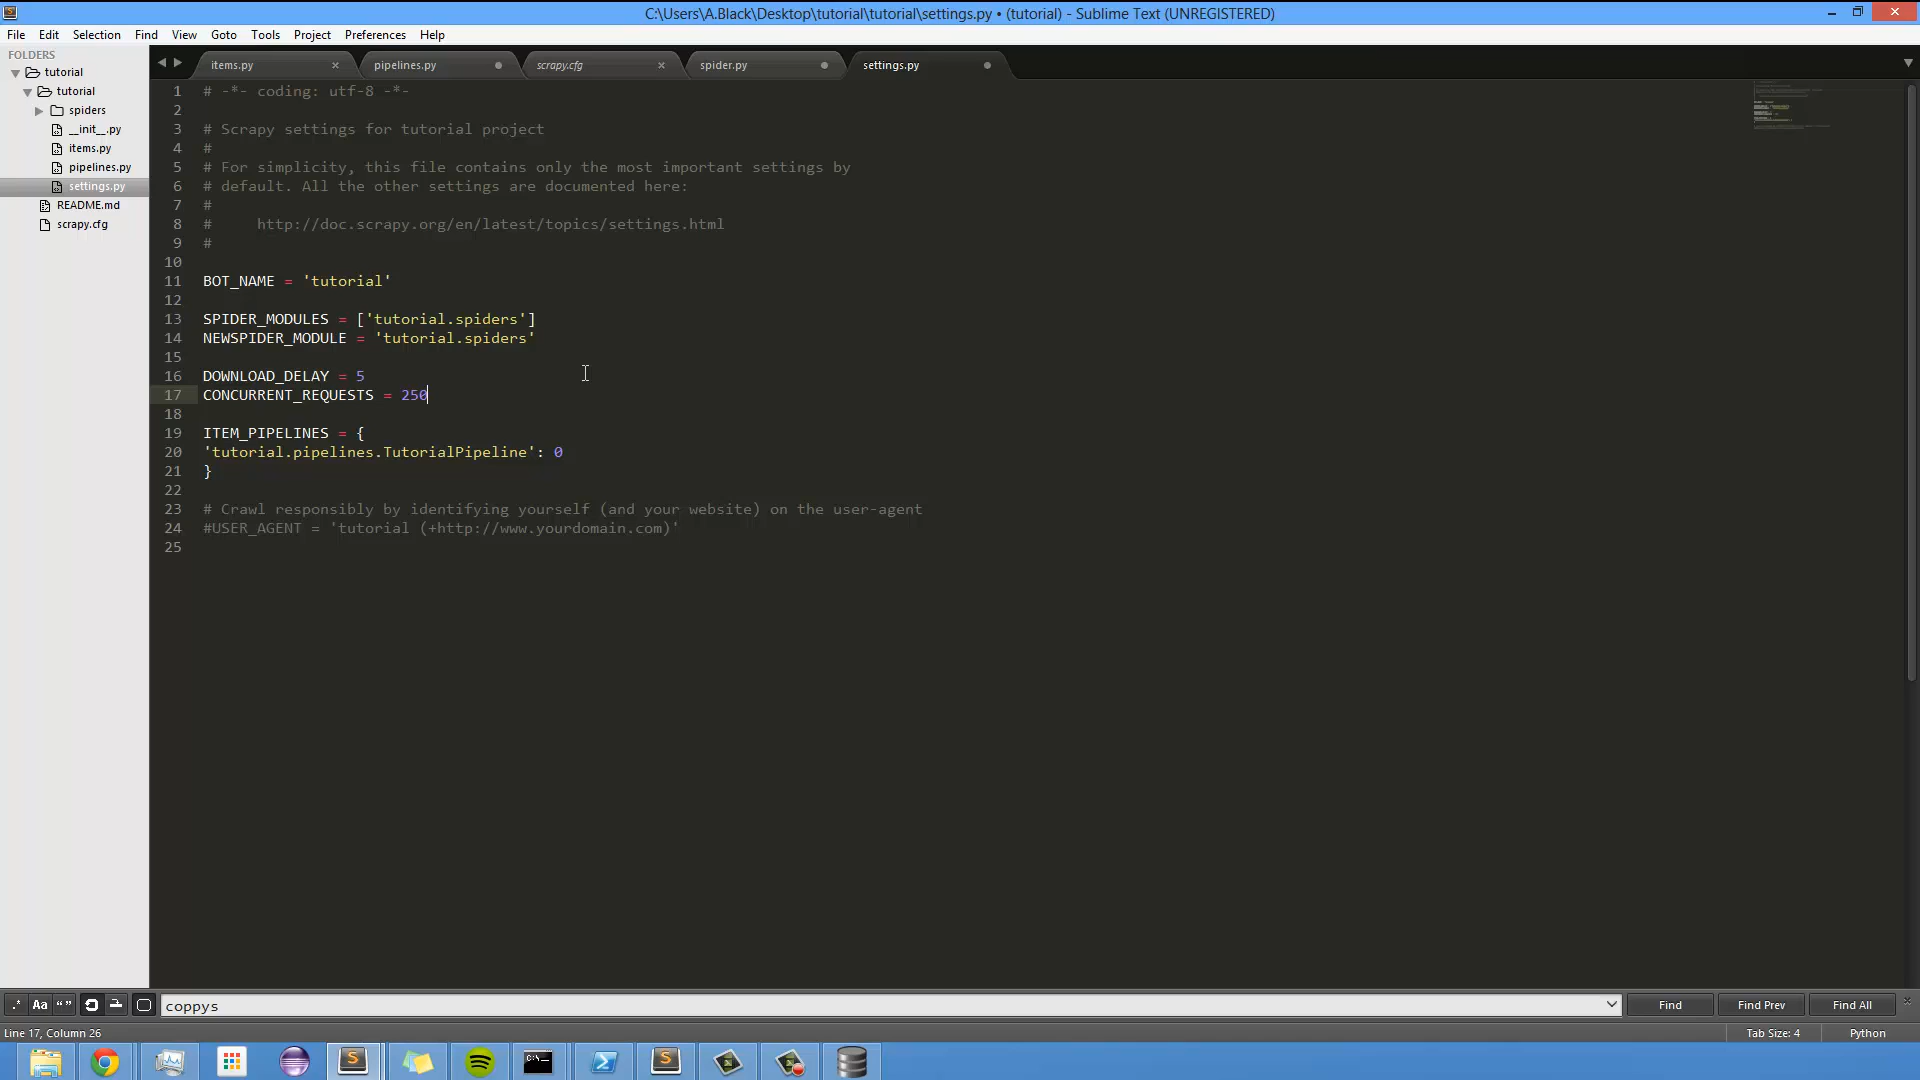 C:\Users\A.Black\Desktop\tutorial\tutorial\settings.py • (tutorial) - Sublime Text (UNREGISTERED)
File Edit Selection Find View Goto Tools Project Preferences Help
FOLDERS
tutorial
tutorial
spiders
__init__.py
items.py
pipelines.py
settings.py
README.md
scrapy.cfg
items.py pipelines.py scrapy.cfg spider.py settings.py
1 # -*- coding: utf-8 -*-
2
3 # Scrapy settings for tutorial project
4 #
5 # For simplicity, this file contains only the most important settings by
6 # default. All the other settings are documented here:
7 #
8 #     http://doc.scrapy.org/en/latest/topics/settings.html
9 #
10
11 BOT_NAME = 'tutorial'
12
13 SPIDER_MODULES = ['tutorial.spiders']
14 NEWSPIDER_MODULE = 'tutorial.spiders'
15
16 DOWNLOAD_DELAY = 5
17 CONCURRENT_REQUESTS = 250
18
19 ITEM_PIPELINES = {
20 'tutorial.pipelines.TutorialPipeline': 0
21 }
22
23 # Crawl responsibly by identifying yourself (and your website) on the user-agent
24 #USER_AGENT = 'tutorial (+http://www.yourdomain.com)'
25
.* Aa “” coppys Find Find Prev Find All
Line 17, Column 26 Tab Size: 4 Python